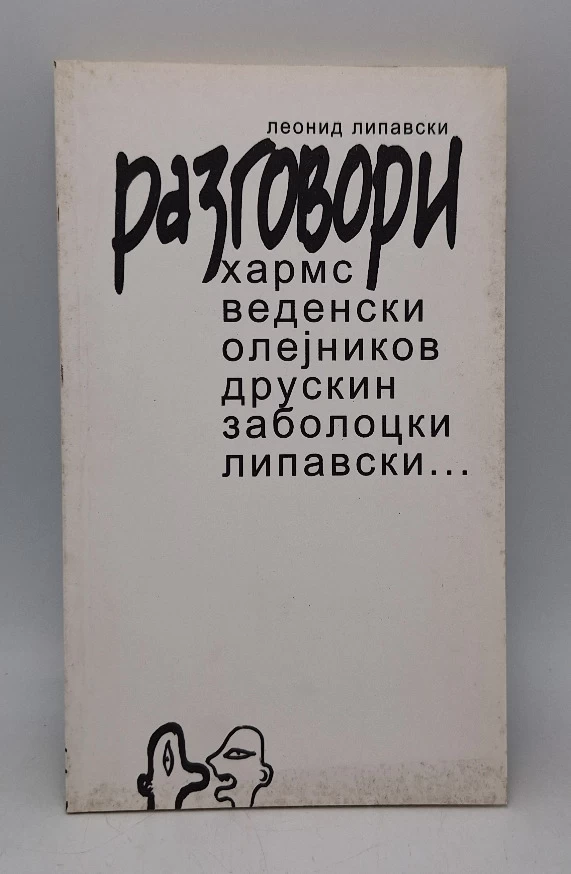 леонид липавски
разговори
хармс
веденски
олејников
друскин
заболоцки
липавски...